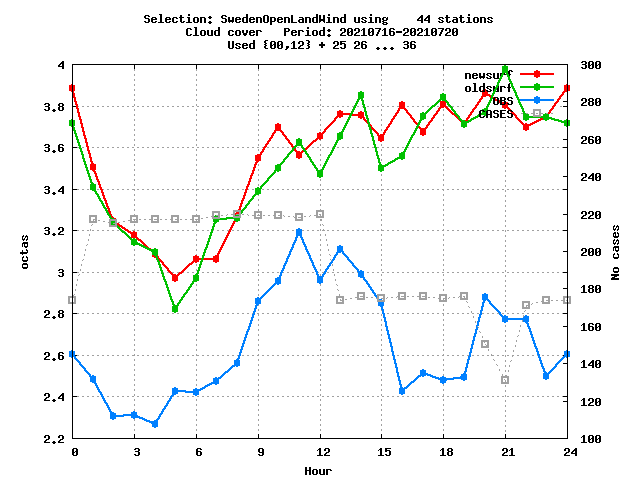 Selection: SwedenOpenLandWind using    44 stations
Cloud cover   Period: 20210716-20210720
Used {00,12} + 25 26 ... 36
newsurf
oldsurf
OBS
CASES
4
3,8
3,6
3,4
3,2
3
2,8
2,6
2,4
2,2
octas
300
280
260
240
220
200
180
160
140
120
100
No cases
0 3 6 9 12 15 18 21 24
Hour